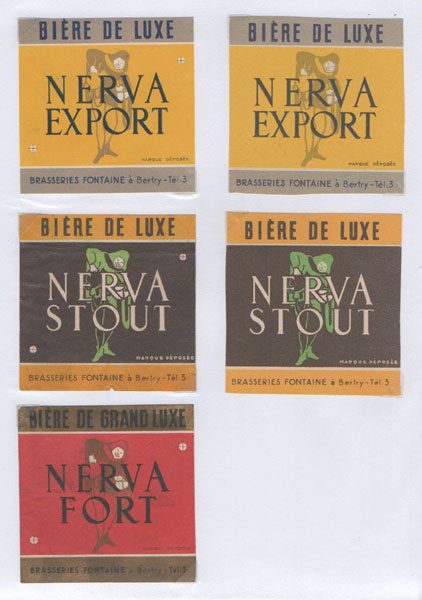 BIÈRE DE LUXE
NERVA
EXPORT
MARQUE DÉPOSÉE
BRASSERIES FONTAINE à Bertry - Tél: 3
BIÈRE DE LUXE
NERVA
EXPORT
MARQUE DÉPOSÉE
BRASSERIES FONTAINE à Bertry - Tél: 3
BIÈRE DE LUXE
NERVA
STOUT
MARQUE DÉPOSÉE
BRASSERIES FONTAINE à Bertry - Tél: 3
BIÈRE DE LUXE
NERVA
STOUT
MARQUE DÉPOSÉE
BRASSERIES FONTAINE à Bertry - Tél: 3
BIÈRE DE GRAND LUXE
NERVA
FORT
MARQUE DÉPOSÉE
BRASSERIES FONTAINE à Bertry - Tél: 3